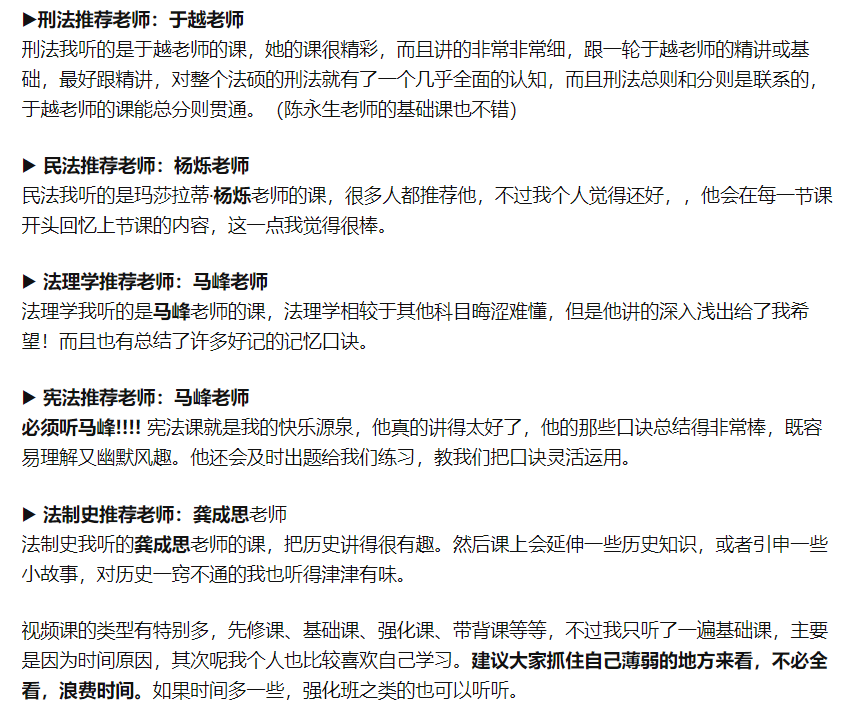 ▶刑法推荐老师：于越老师
刑法我听的是于越老师的课，她的课很精彩，而且讲的非常非常细，跟一轮于越老师的精讲或基
础，最好跟精讲，对整个法硕的刑法就有了一个几乎全面的认知，而且刑法总则和分则是联系的，
于越老师的课能总分则贯通。（陈永生老师的基础课也不错）
▶ 民法推荐老师：杨烁老师
民法我听的是玛莎拉蒂·杨烁老师的课，很多人都推荐他，不过我个人觉得还好，，他会在每一节课
开头回忆上节课的内容，这一点我觉得很棒。
▶ 法理学推荐老师：马峰老师
法理学我听的是马峰老师的课，法理学相较于其他科目晦涩难懂，但是他讲的深入浅出给了我希
望！而且也有总结了许多好记的记忆口诀。
▶ 宪法推荐老师：马峰老师
必须听马峰!!!! 宪法课就是我的快乐源泉，他真的讲得太好了，他的那些口诀总结得非常棒，既容
易理解又幽默风趣。他还会及时出题给我们练习，教我们把口诀灵活运用。
▶ 法制史推荐老师：龚成思老师
法制史我听的龚成思老师的课，把历史讲得很有趣。然后课上会延伸一些历史知识，或者引申一些
小故事，对历史一窍不通的我也听得津津有味。
视频课的类型有特别多，先修课、基础课、强化课、带背课等等，不过我只听了一遍基础课，主要
是因为时间原因，其次呢我个人也比较喜欢自己学习。建议大家抓住自己薄弱的地方来看，不必全
看，浪费时间。如果时间多一些，强化班之类的也可以听听。